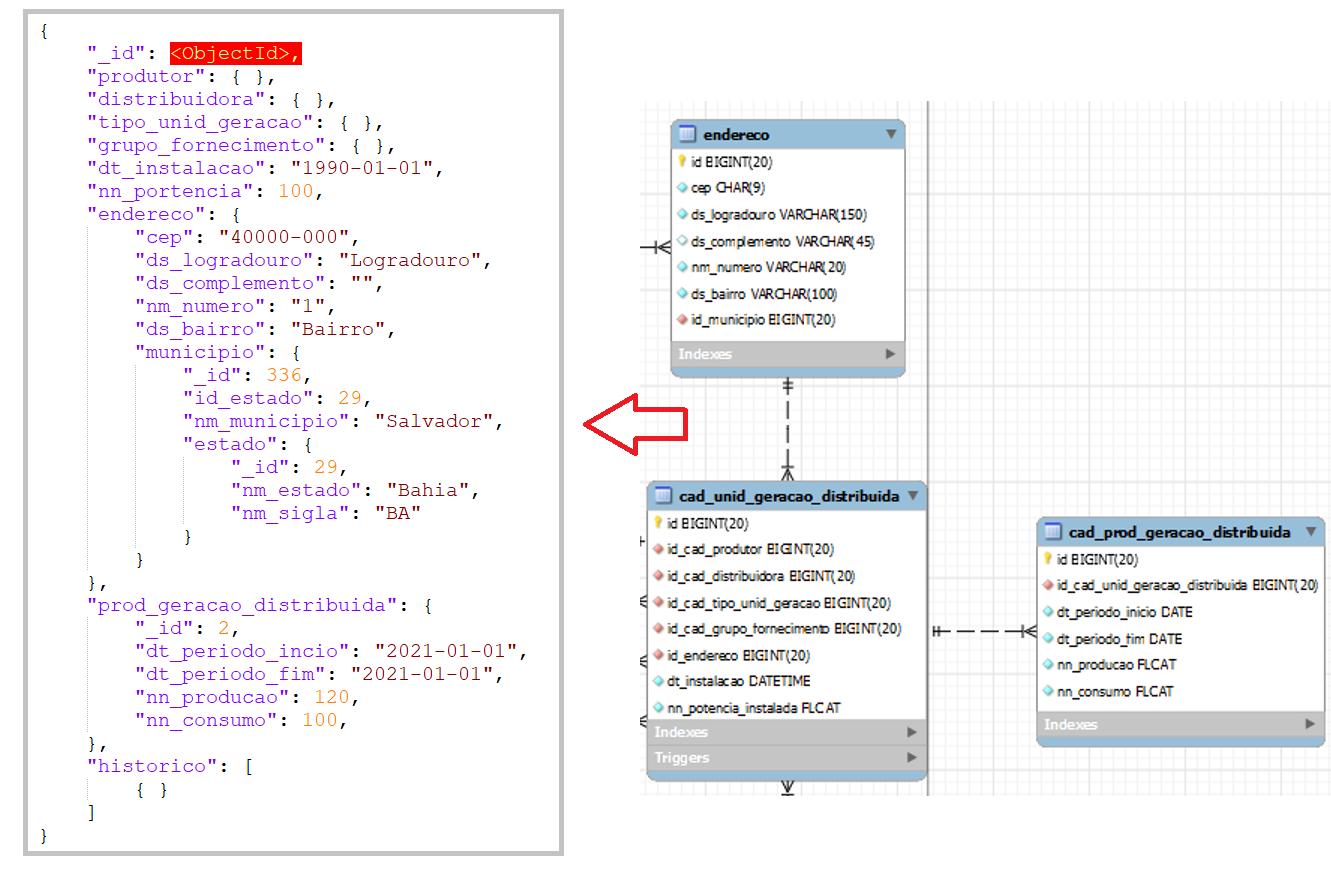 {
"_id": <ObjectId>,
"produtor": { },
"distribuidora": { },
"tipo_unid_geracao": { },
"grupo_fornecimento": { },
"dt_instalacao": "1990-01-01",
"nn_portencia": 100,
"endereco": {
"cep": "40000-000",
"ds_logradouro": "Logradouro",
"ds_complemento": "",
"nm_numero": "1",
"ds_bairro": "Bairro",
"municipio": {
"_id": 336,
"id_estado": 29,
"nm_municipio": "Salvador",
"estado": {
"_id": 29,
"nm_estado": "Bahia",
"nm_sigla": "BA"
}
}
},
"prod_geracao_distribuida": {
"_id": 2,
"dt_periodo_incio": "2021-01-01",
"dt_periodo_fim": "2021-01-01",
"nn_producao": 120,
"nn_consumo": 100,
},
"historico": [
{ }
]
}
endereco
id BIGINT(20)
cep CHAR(9)
ds_logradouro VARCHAR(150)
ds_complemento VARCHAR(45)
nm_numero VARCHAR(20)
ds_bairro VARCHAR(100)
id_municipio BIGINT(20)
Indexes
cad_unid_geracao_distribuida
id BIGINT(20)
id_cad_produtor BIGINT(20)
id_cad_distribuidora BIGINT(20)
id_cad_tipo_unid_geracao BIGINT(20)
id_cad_grupo_fornecimento BIGINT(20)
id_endereco BIGINT(20)
dt_instalacao DATETIME
nn_potencia_instalada FLCAT
Indexes
Triggers
cad_prod_geracao_distribuida
id BIGINT(20)
id_cad_unid_geracao_distribuida BIGINT(20)
dt_periodo_inicio DATE
dt_periodo_fim DATE
nn_producao FLCAT
nn_consumo FLCAT
Indexes